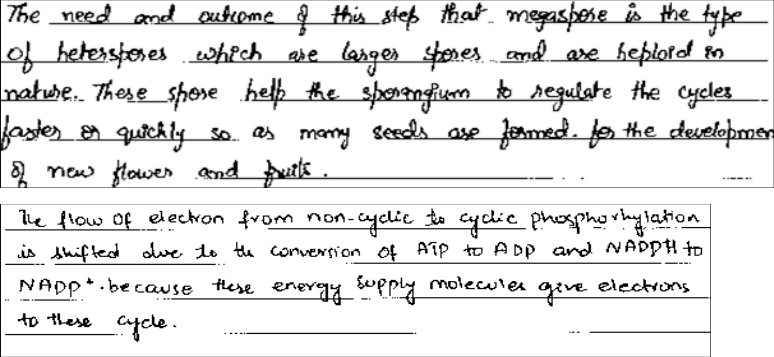 The need and outcome of this step that megaspore is the type
of heterspores which are larger spores and are heploid in
nature. These spore help the sporangium to regulate the cycles
faster or quickly so as many seeds are formed. for the developmen
of new flower and fruits.
The flow of electron from non-cyclic to cyclic phosphorhylation
is shifted due to the conversion of ATP to ADP and NADPH to
NADP+. because these energy supply molecules give electrons
to these cycle.